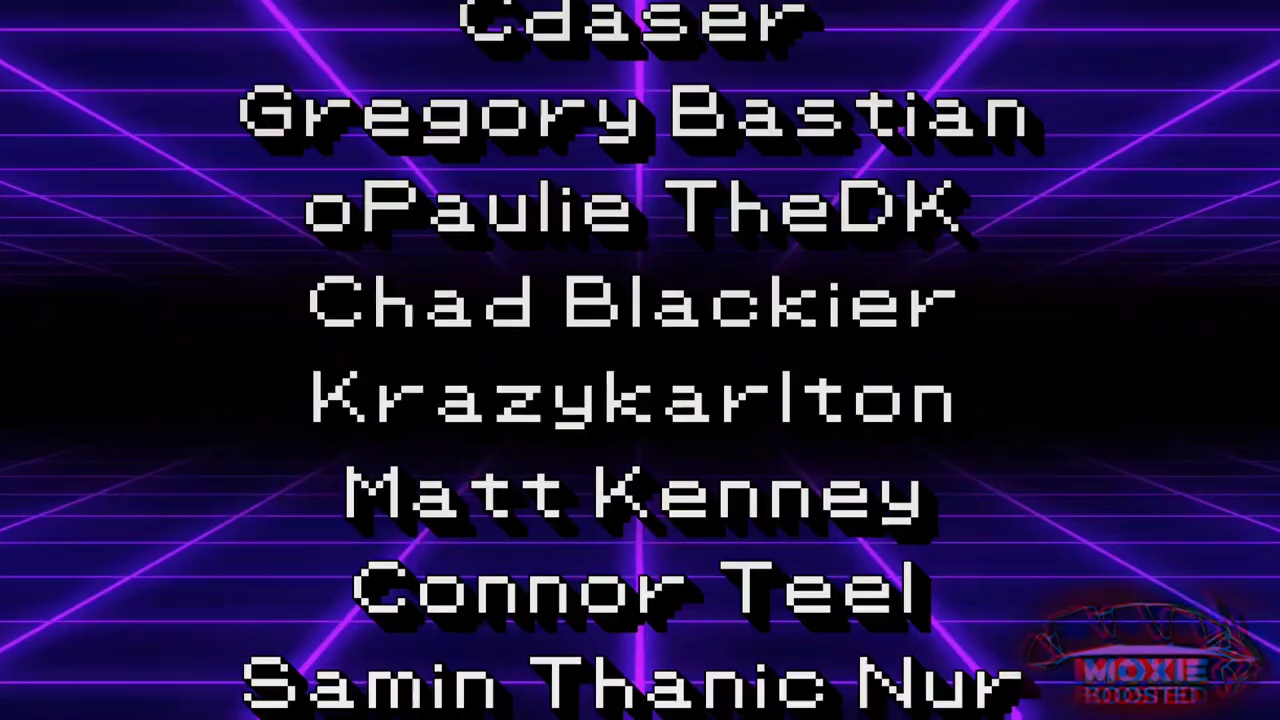 Cdaser
Gregory Bastian
oPaulie TheDK
Chad Blackier
Krazykarlton
Matt Kenney
Connor Teel
Samin Thanic Nur
MOXIE
BOOSTED